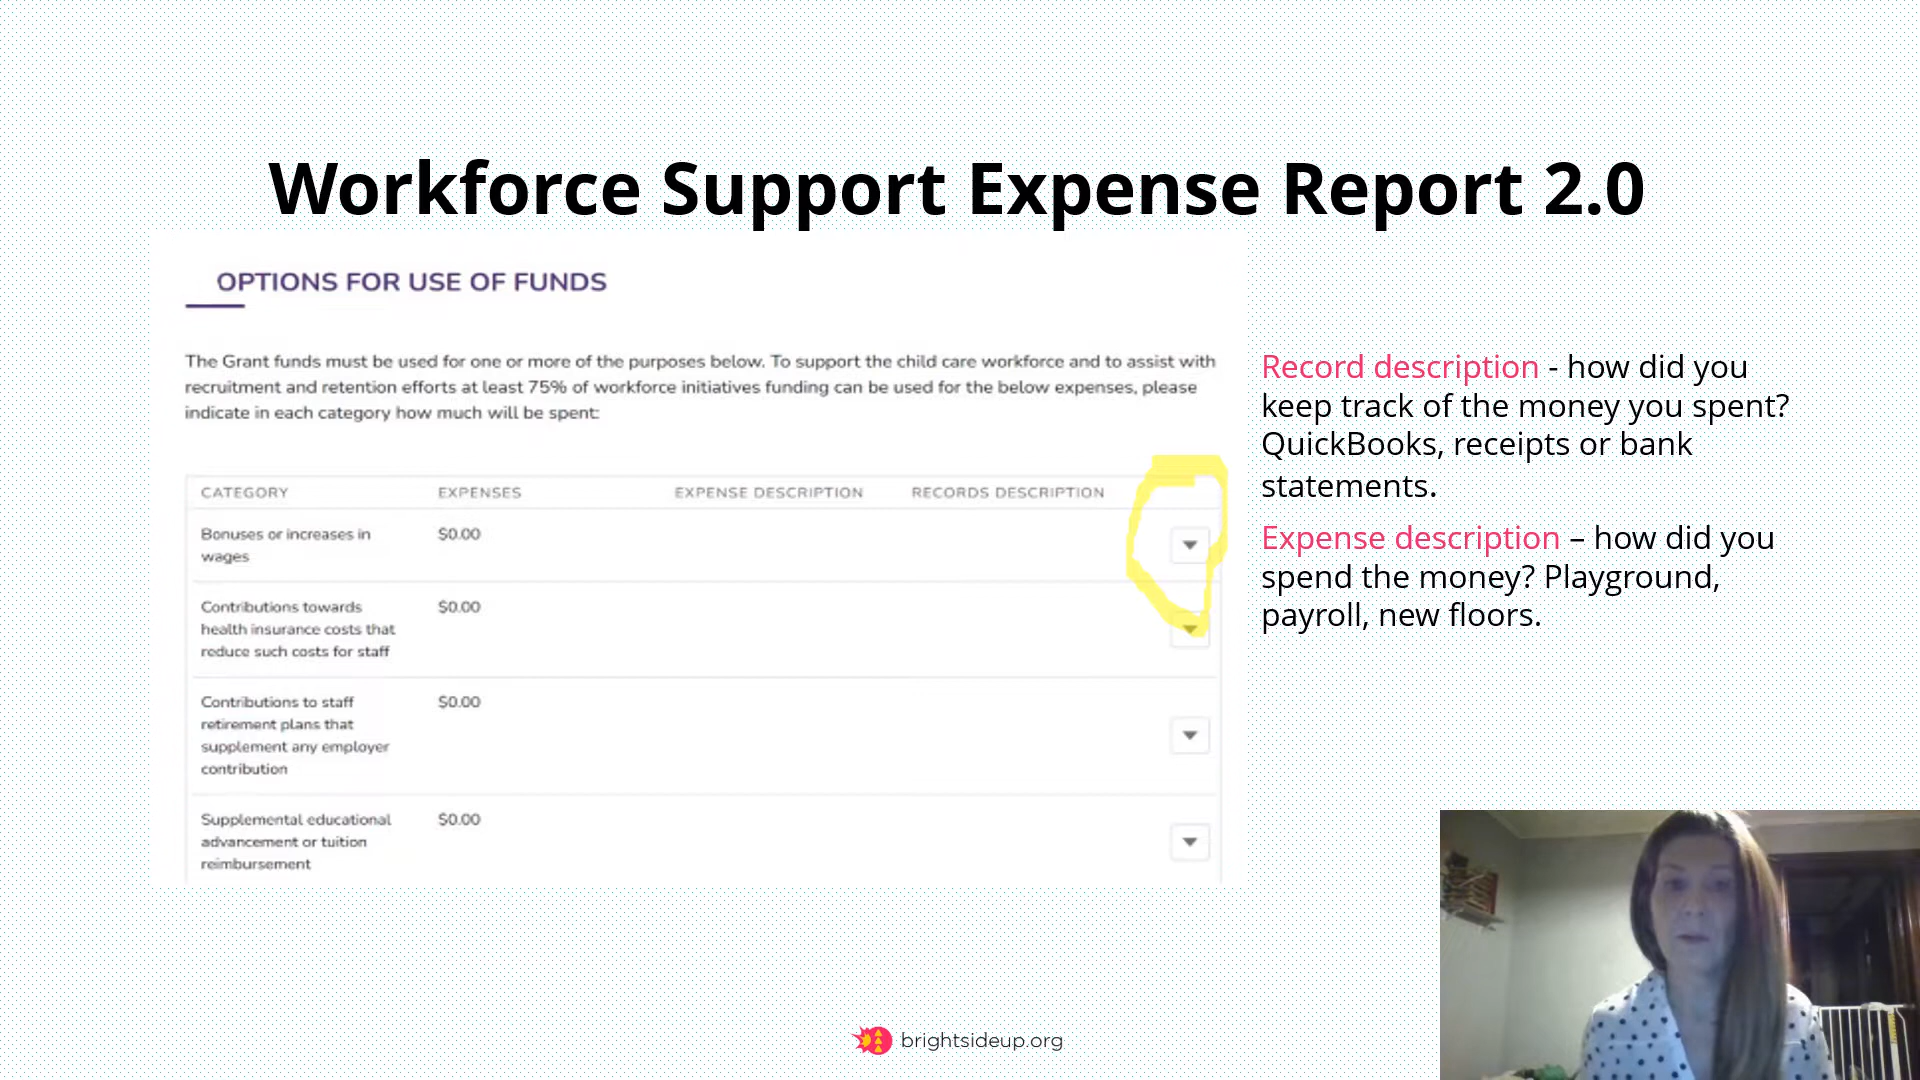 Workforce Support Expense Report 2.0
OPTIONS FOR USE OF FUNDS
The Grant funds must be used for one or more of the purposes below. To support the child care workforce and to assist with
recruitment and retention efforts at least 75% of workforce initiatives funding can be used for the below expenses, please
indicate in each category how much will be spent:
CATEGORY EXPENSES EXPENSE DESCRIPTION RECORDS DESCRIPTION
Bonuses or increases in $0.00
wages
Contributions towards $0.00
health insurance costs that
reduce such costs for staff
Contributions to staff $0.00
retirement plans that
supplement any employer
contribution
Supplemental educational $0.00
advancement or tuition
reimbursement
Record description - how did you
keep track of the money you spent?
QuickBooks, receipts or bank
statements.
Expense description – how did you
spend the money? Playground,
payroll, new floors.
brightsideup.org